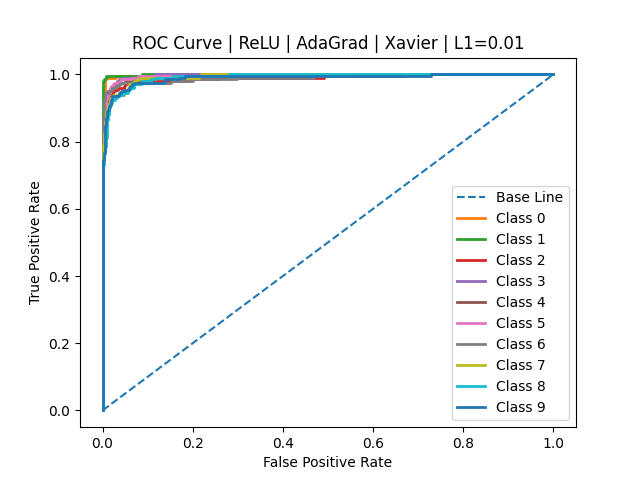 ROC Curve | ReLU | AdaGrad | Xavier | L1=0.01
True Positive Rate
1.0
0.8
0.6
0.4
0.2
0.0
Base Line
Class 0
Class 1
Class 2
Class 3
Class 4
Class 5
Class 6
Class 7
Class 8
Class 9
0.0 0.2 0.4 0.6 0.8 1.0
False Positive Rate